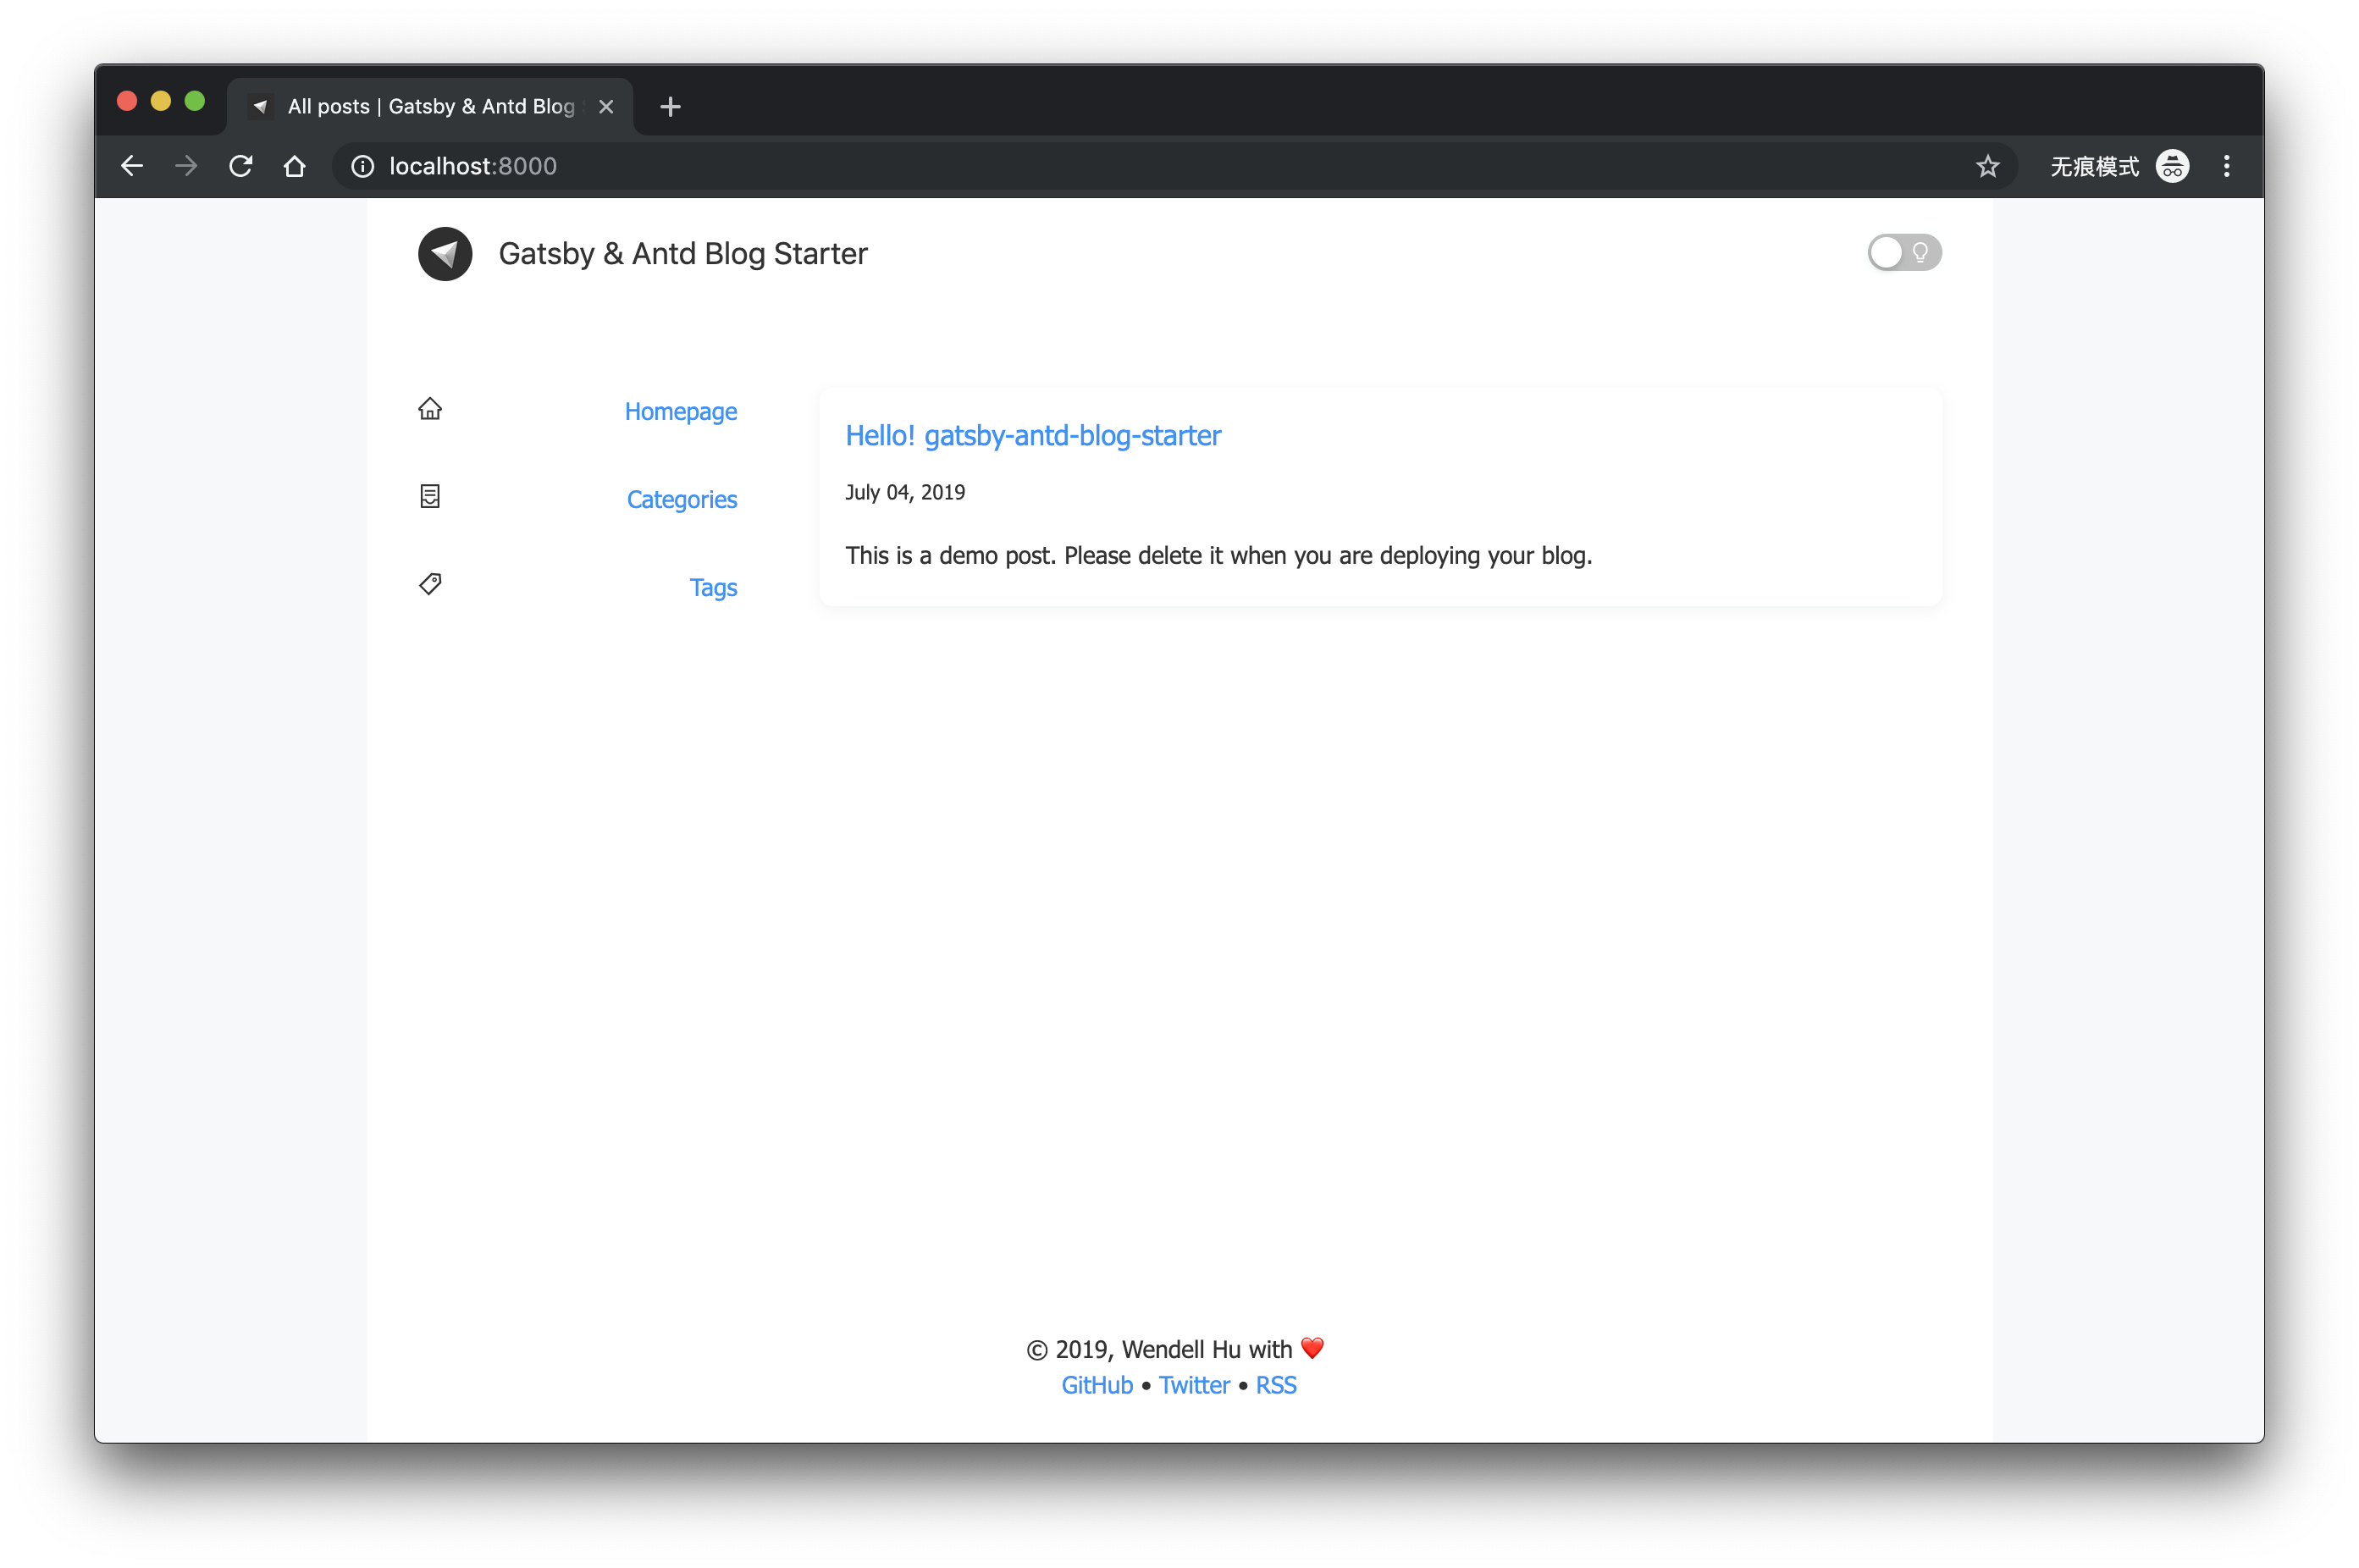 All posts | Gatsby & Antd Blog
localhost:8000
无痕模式
Gatsby & Antd Blog Starter
Homepage
Categories
Tags
Hello! gatsby-antd-blog-starter
July 04, 2019
This is a demo post. Please delete it when you are deploying your blog.
© 2019, Wendell Hu with ❤️
GitHub • Twitter • RSS